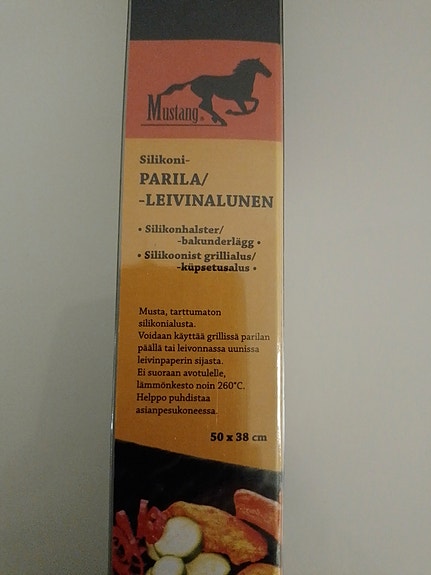 Mustang®
Silikoni-
PARILA/
-LEIVINALUNEN
• Silikonhalster/
-bakunderlägg •
• Silikoonist grillialus/
-küpsetusalus •
Musta, tarttumaton
silikonialusta.
Voidaan käyttää grillissä parilan
päällä tai leivonnassa uunissa
leivinpaperin sijasta.
Ei suoraan avotulelle,
lämmönkesto noin 260°C.
Helppo puhdistaa
asianpesukoneessa.
50 x 38 cm